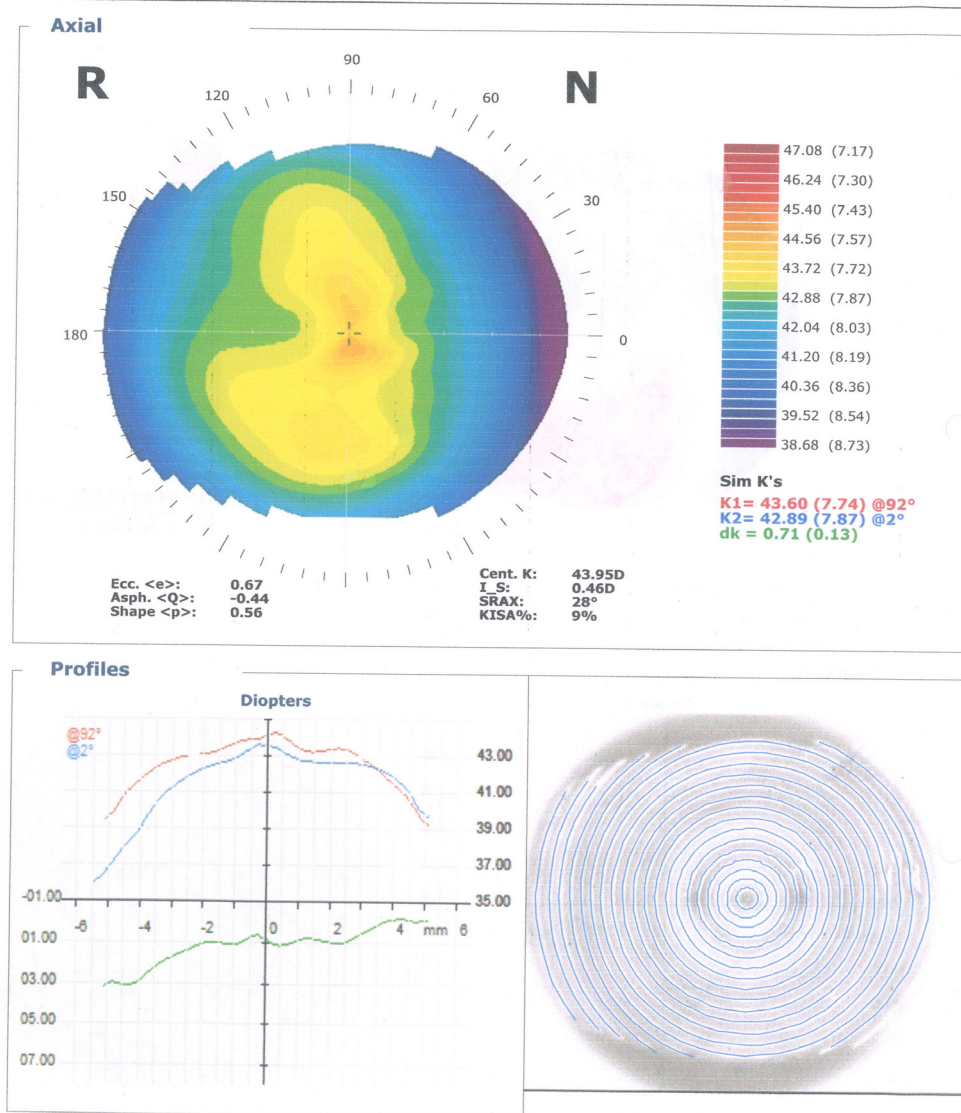 Axial
R
N
90
120
60
150
30
180
0
47.08 (7.17)
46.24 (7.30)
45.40 (7.43)
44.56 (7.57)
43.72 (7.72)
42.88 (7.87)
42.04 (8.03)
41.20 (8.19)
40.36 (8.36)
39.52 (8.54)
38.68 (8.73)
Sim K's
K1= 43.60 (7.74) @92°
K2= 42.89 (7.87) @2°
dk = 0.71 (0.13)
Ecc. <e>: 0.67
Asph. <Q>: -0.44
Shape <p>: 0.56
Cent. K: 43.95D
I_S: 0.46D
SRAX: 28°
KISA%: 9%
Profiles
Diopters
@92°
@2°
43.00
41.00
39.00
37.00
35.00
-01.00
-6 -4 -2 0 2 4 mm 6
01.00
03.00
05.00
07.00